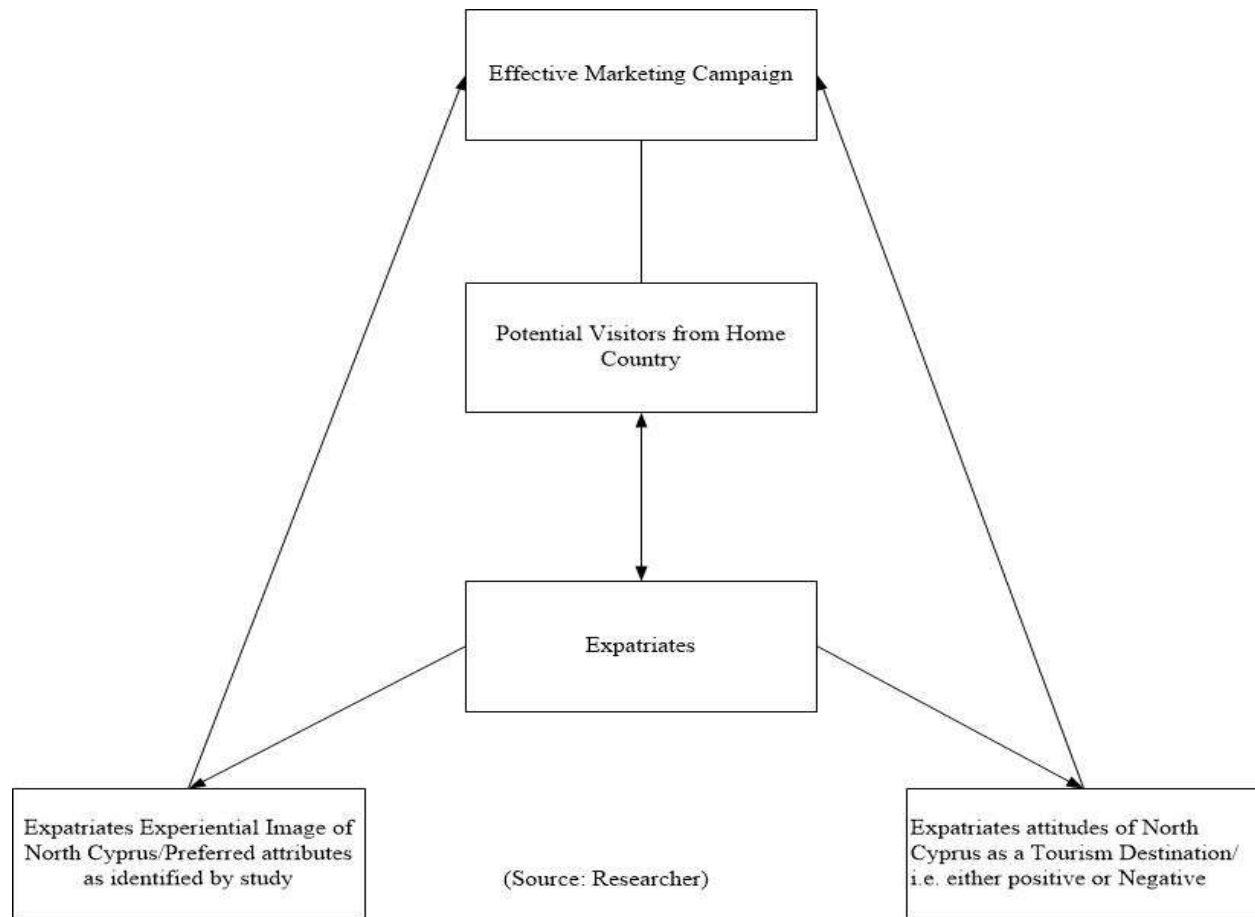 Effective Marketing Campaign
Potential Visitors from Home
Country
Expatriates
Expatriates Experiential Image of
North Cyprus/Preferred attributes
as identified by study
(Source: Researcher)
Expatriates attitudes of North
Cyprus as a Tourism Destination/
i.e. either positive or Negative